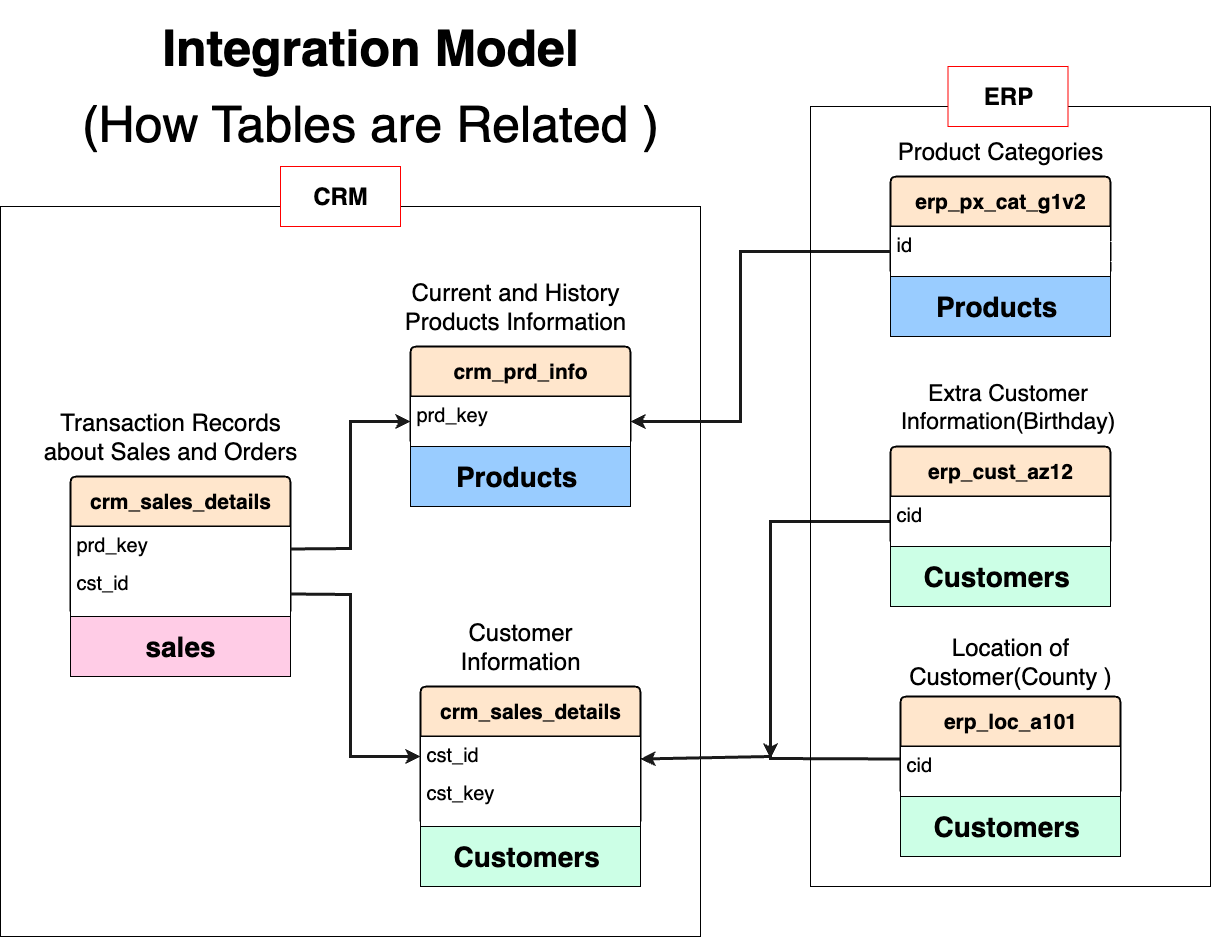 Integration Model
(How Tables are Related )
CRM
Current and History
Products Information
crm_prd_info
prd_key
Products
Transaction Records
about Sales and Orders
crm_sales_details
prd_key
cst_id
sales
Customer
Information
crm_sales_details
cst_id
cst_key
Customers
ERP
Product Categories
erp_px_cat_g1v2
id
Products
Extra Customer
Information(Birthday)
erp_cust_az12
cid
Customers
Location of
Customer(County )
erp_loc_a101
cid
Customers